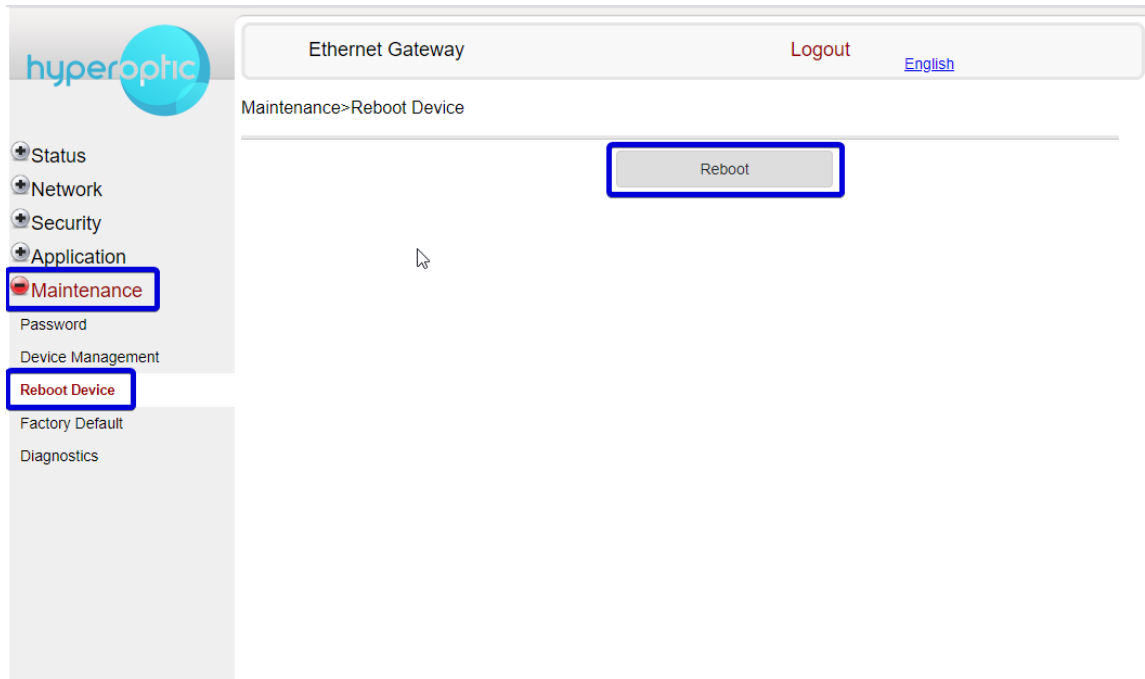 hyperoptic
Ethernet Gateway
Logout
English
Maintenance>Reboot Device
Status
Network
Security
Application
Maintenance
Password
Device Management
Reboot Device
Factory Default
Diagnostics
Reboot